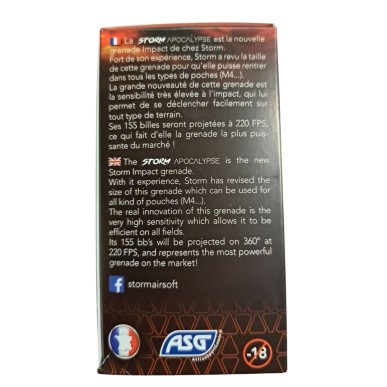 La STORM APOCALYPSE est la nouvelle
grenade Impact de chez Storm.
Fort de son expérience, Storm a revu la taille
de cette grenade pour qu'elle puisse rentrer
dans tous les types de poches (M4...).
La grande nouveauté de cette grenade est
la sensibilité très élevée à l'impact, qui lui
permet de se déclencher facilement sur
tout type de terrain.
Ses 155 billes seront projetées à 220 FPS,
ce qui fait d'elle la grenade la plus puis-
sante du marché !
The STORM APOCALYPSE is the new
Storm Impact grenade.
With it experience, Storm has revised the
size of this grenade which can be used for
all kind of pouches (M4...).
The real innovation of this grenade is the
very high sensitivity which allows it to be
efficient on all fields.
Its 155 bb's will be projected on 360° at
220 FPS, and represents the most powerful
grenade on the market!
f stormairsoft
ASG
-18